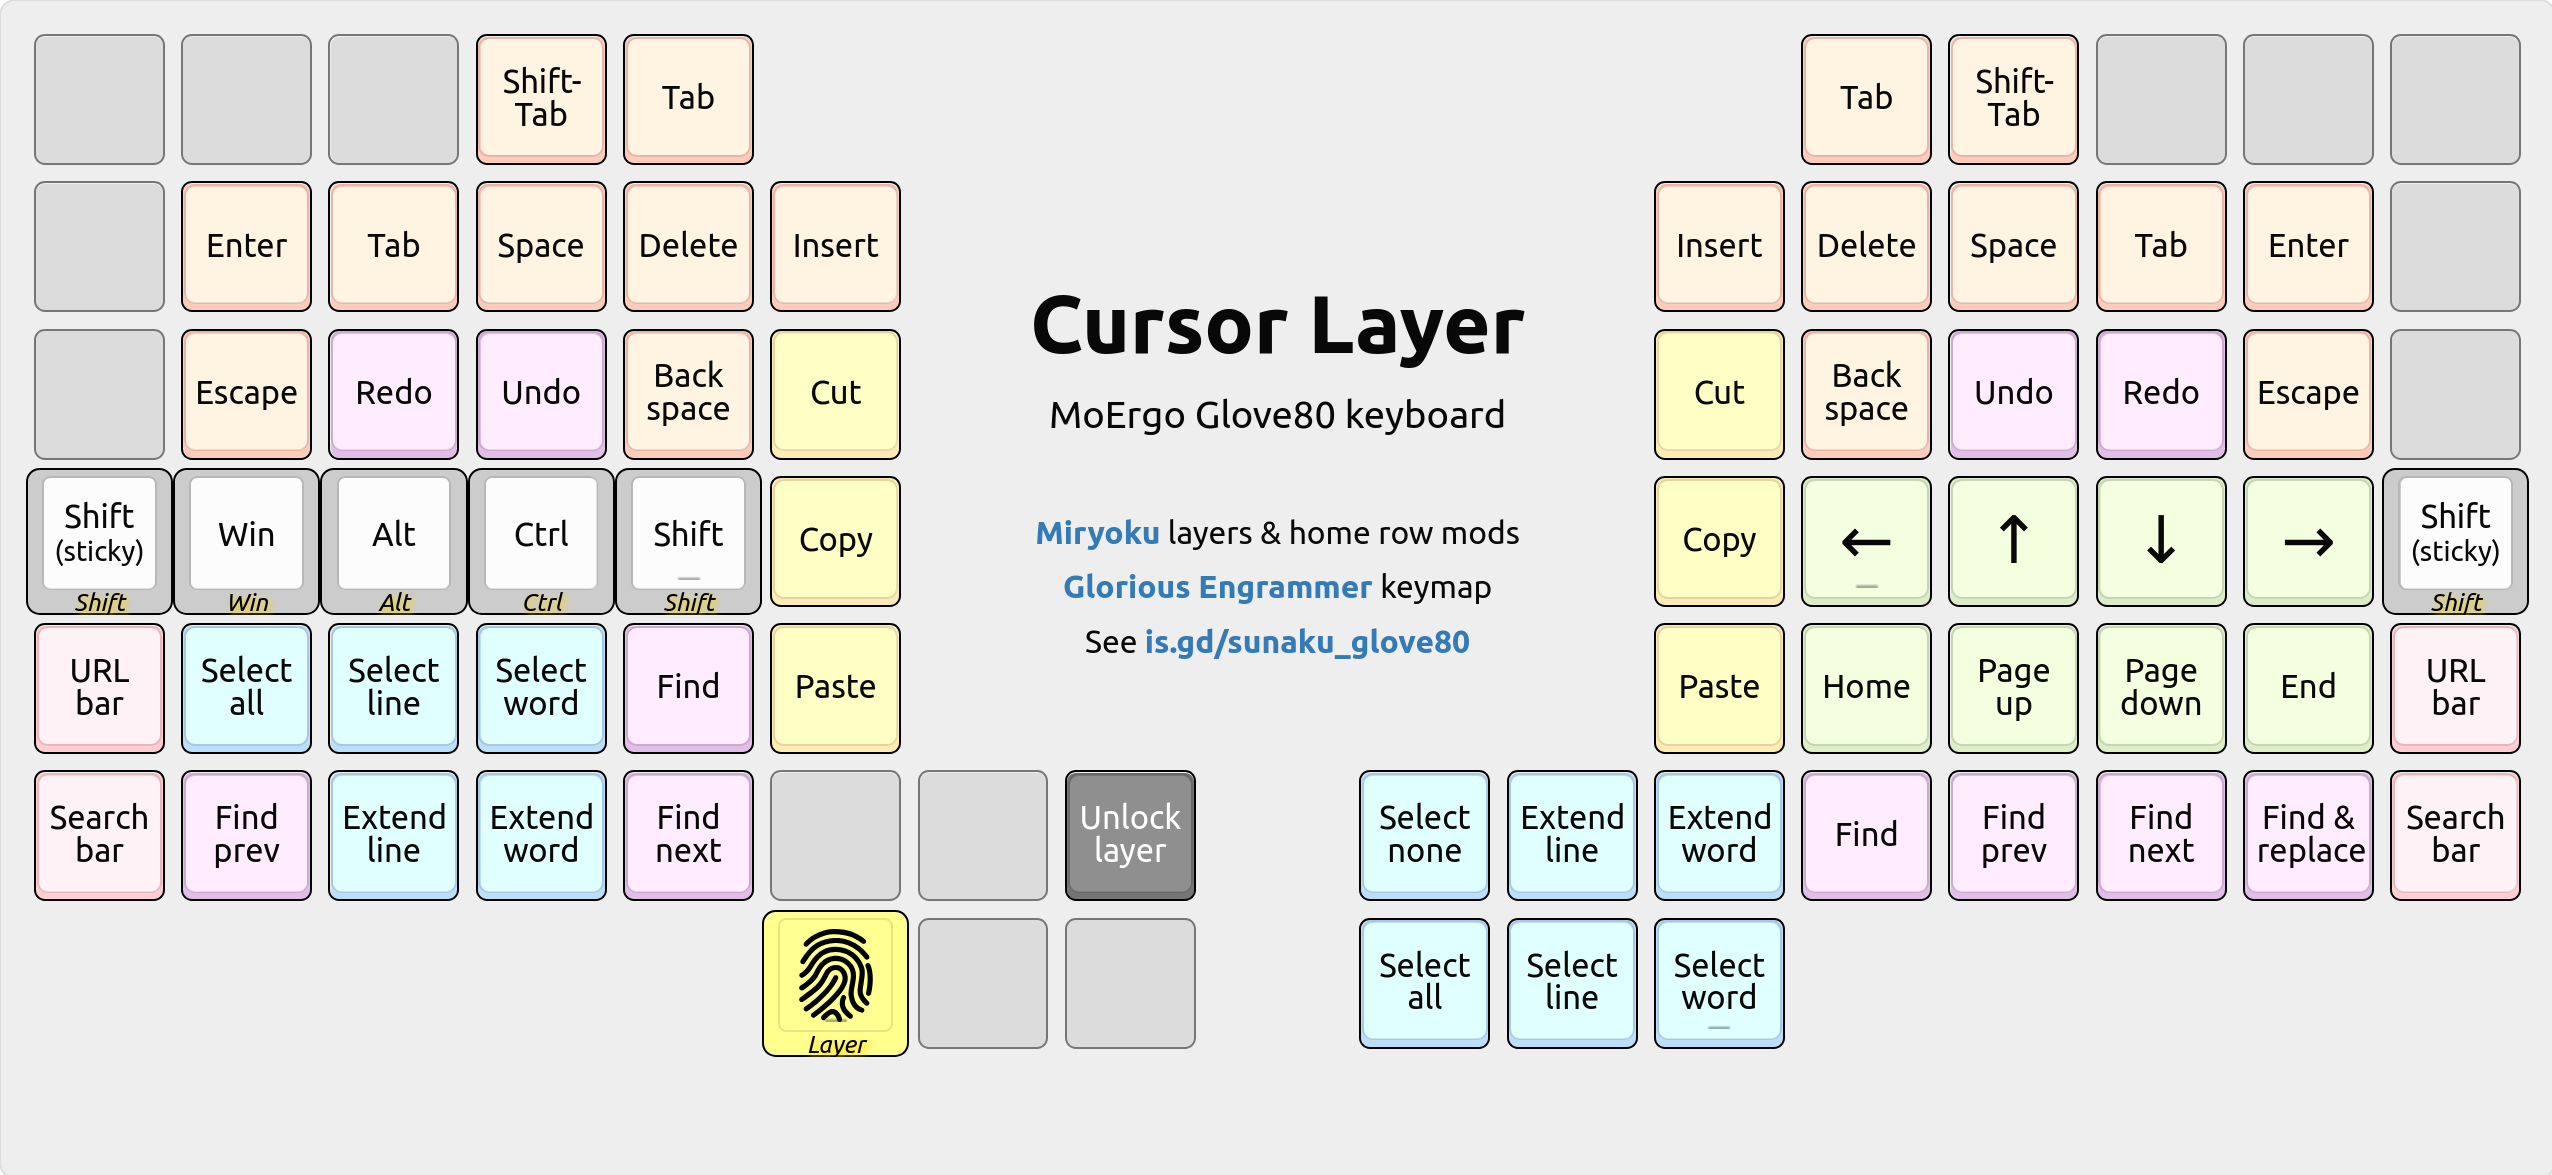 Shift-
Tab
Tab
Tab
Shift-
Tab
Enter
Tab
Space
Delete
Insert
Insert
Delete
Space
Tab
Enter
Cursor Layer
MoErgo Glove80 keyboard
Escape
Redo
Undo
Back
space
Cut
Cut
Back
space
Undo
Redo
Escape
Shift
(sticky)
Shift
Win
Win
Alt
Alt
Ctrl
Ctrl
Shift
Shift
Copy
Miryoku layers & home row mods
Glorious Engrammer keymap
See is.gd/sunaku_glove80
Copy
←
↑
↓
→
Shift
(sticky)
Shift
URL
bar
Select
all
Select
line
Select
word
Find
Paste
Paste
Home
Page
up
Page
down
End
URL
bar
Search
bar
Find
prev
Extend
line
Extend
word
Find
next
Unlock
layer
Select
none
Extend
line
Extend
word
Find
Find
prev
Find
next
Find &
replace
Search
bar
Layer
Select
all
Select
line
Select
word